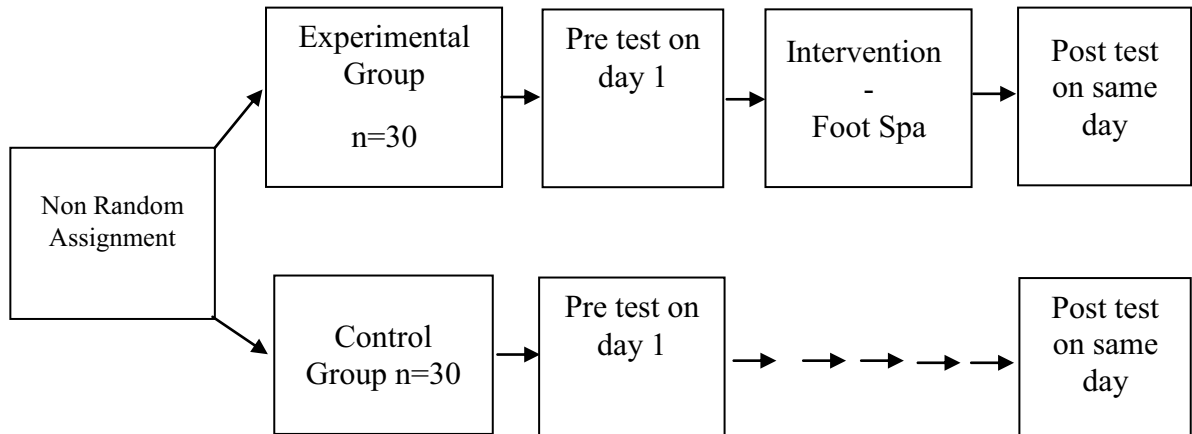 Non Random
Assignment
Experimental
Group
n=30
Pre test on
day 1
Intervention
-
Foot Spa
Post test
on same
day
Control
Group n=30
Pre test on
day 1
Post test
on same
day